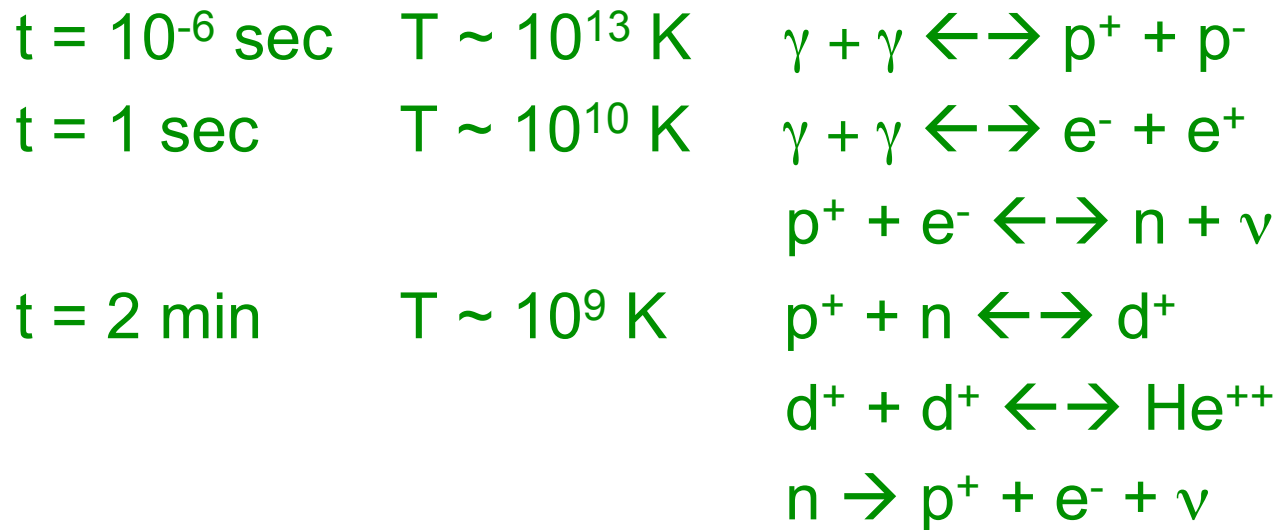 t = 10⁻⁶ sec T ~ 10¹³ K γ + γ ←→ p⁺ + p⁻
t = 1 sec T ~ 10¹⁰ K γ + γ ←→ e⁻ + e⁺
p⁺ + e⁻ ←→ n + ν
t = 2 min T ~ 10⁹ K p⁺ + n ←→ d⁺
d⁺ + d⁺ ←→ He⁺⁺
n → p⁺ + e⁻ + ν